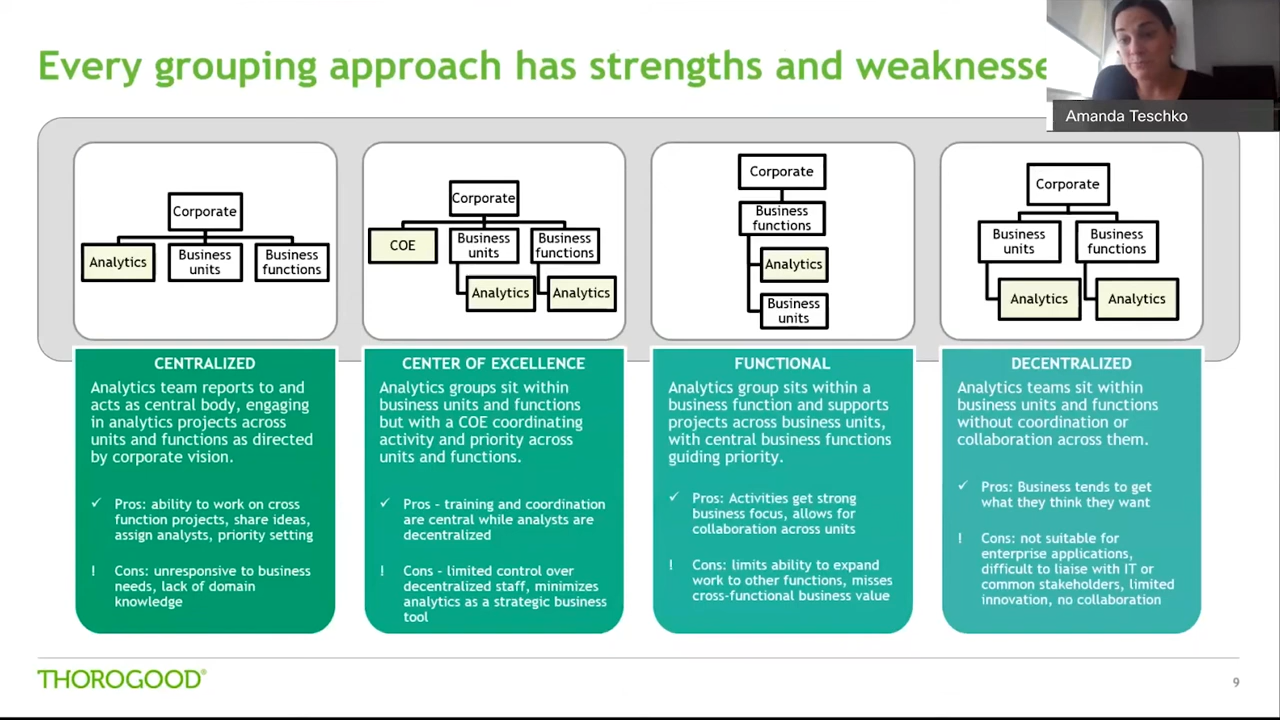 Every grouping approach has strengths and weaknesse
Amanda Teschko
Corporate
Analytics
Business
units
Business
functions
Corporate
COE
Business
units
Business
functions
Analytics
Analytics
Corporate
Business
functions
Analytics
Business
units
Corporate
Business
units
Business
functions
Analytics
Analytics
CENTRALIZED
Analytics team reports to and
acts as central body, engaging
in analytics projects across
units and functions as directed
by corporate vision.
✓ Pros: ability to work on cross
function projects, share ideas,
assign analysts, priority setting
! Cons: unresponsive to business
needs, lack of domain
knowledge
CENTER OF EXCELLENCE
Analytics groups sit within
business units and functions
but with a COE coordinating
activity and priority across
units and functions.
✓ Pros – training and coordination
are central while analysts are
decentralized
! Cons – limited control over
decentralized staff, minimizes
analytics as a strategic business
tool
FUNCTIONAL
Analytics group sits within a
business function and supports
projects across business units,
with central business functions
guiding priority.
✓ Pros: Activities get strong
business focus, allows for
collaboration across units
! Cons: limits ability to expand
work to other functions, misses
cross-functional business value
DECENTRALIZED
Analytics teams sit within
business units and functions
without coordination or
collaboration across them.
✓ Pros: Business tends to get
what they think they want
! Cons: not suitable for
enterprise applications,
difficult to liaise with IT or
common stakeholders, limited
innovation, no collaboration
THOROGOOD®
9